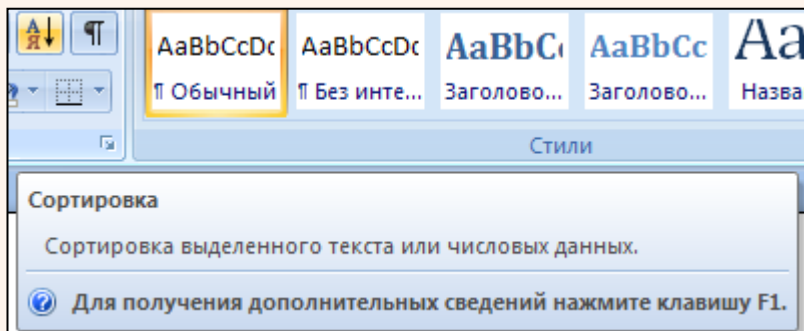 А Я ¶ AaBbCcDc AaBbCcDc AaBbC AaBbCc Aa
¶ Обычный ¶ Без инте... Заголово... Заголово... Назва
Стили
Сортировка
Сортировка выделенного текста или числовых данных.
Для получения дополнительных сведений нажмите клавишу F1.